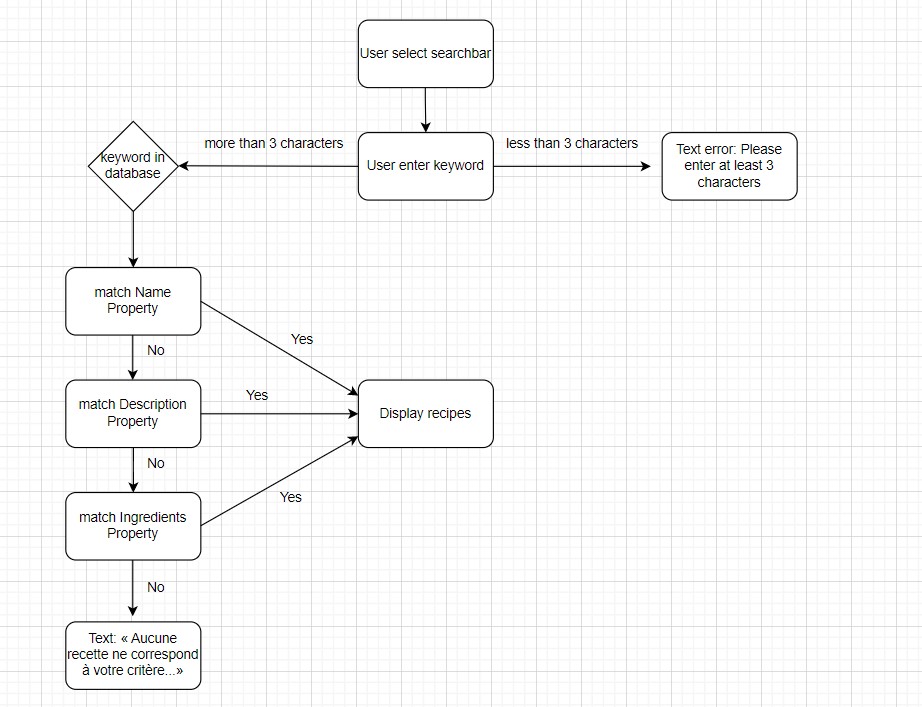 User select searchbar
more than 3 characters
less than 3 characters
keyword in
database
User enter keyword
Text error: Please
enter at least 3
characters
match Name
Property
Yes
No
match Description
Property
Yes
Display recipes
No
match Ingredients
Property
Yes
No
Text: « Aucune
recette ne correspond
à votre critère...»